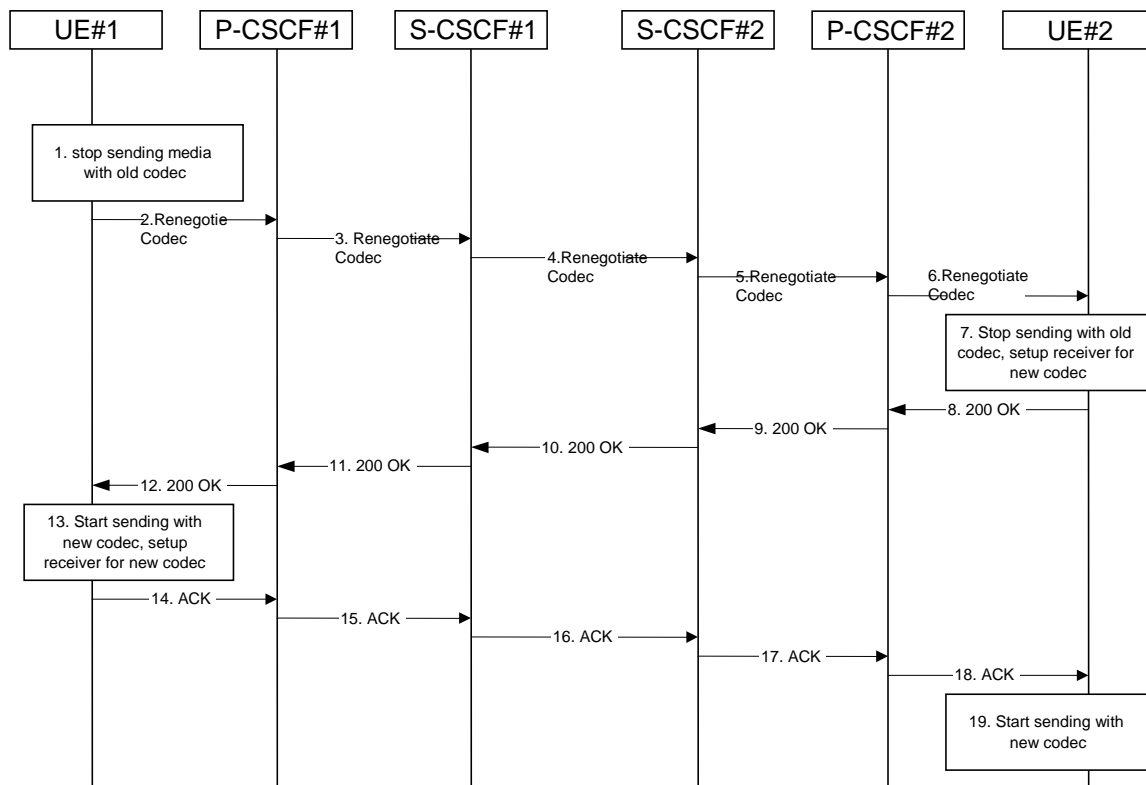 UE#1
P-CSCF#1
S-CSCF#1
S-CSCF#2
P-CSCF#2
UE#2
1. stop sending media
with old codec
2.Renegotie
Codec
3. Renegotiate
Codec
4.Renegotiate
Codec
5.Renegotiate
Codec
6.Renegotiate
Codec
7. Stop sending with old
codec, setup receiver for
new codec
8. 200 OK
9. 200 OK
10. 200 OK
11. 200 OK
12. 200 OK
13. Start sending with
new codec, setup
receiver for new codec
14. ACK
15. ACK
16. ACK
17. ACK
18. ACK
19. Start sending with
new codec